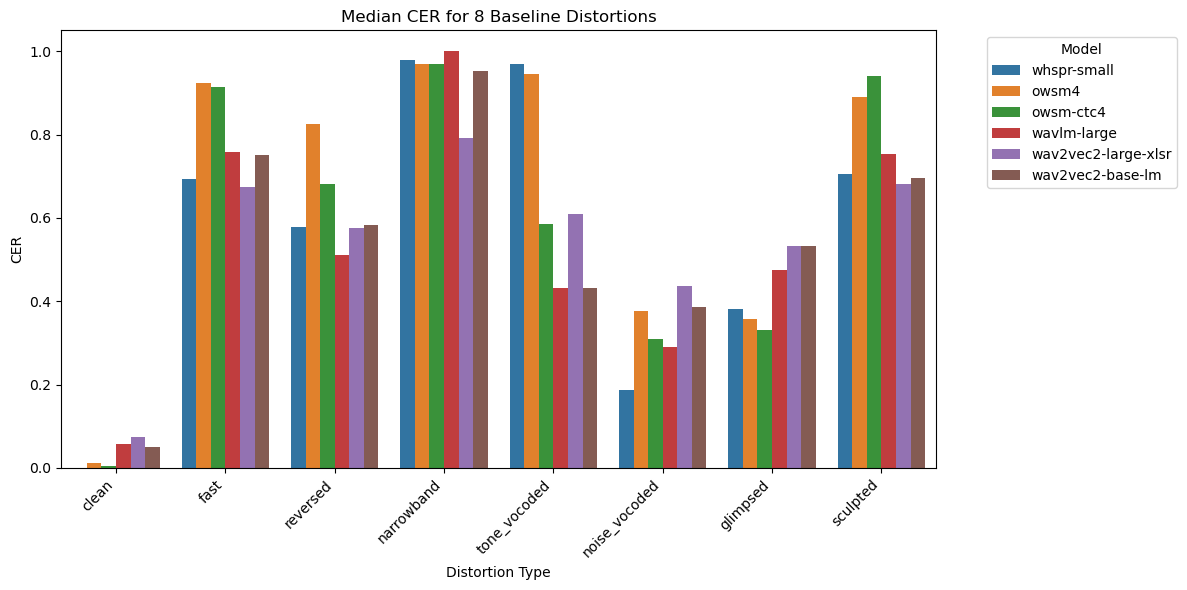 Median CER for 8 Baseline Distortions
Model
whspr-small
owsm4
owsm-ctc4
wavlm-large
wav2vec2-large-xlsr
wav2vec2-base-lm
CER
1.0
0.8
0.6
0.4
0.2
0.0
clean
fast
reversed
narrowband
tone_vocoded
noise_vocoded
glimpsed
sculpted
Distortion Type